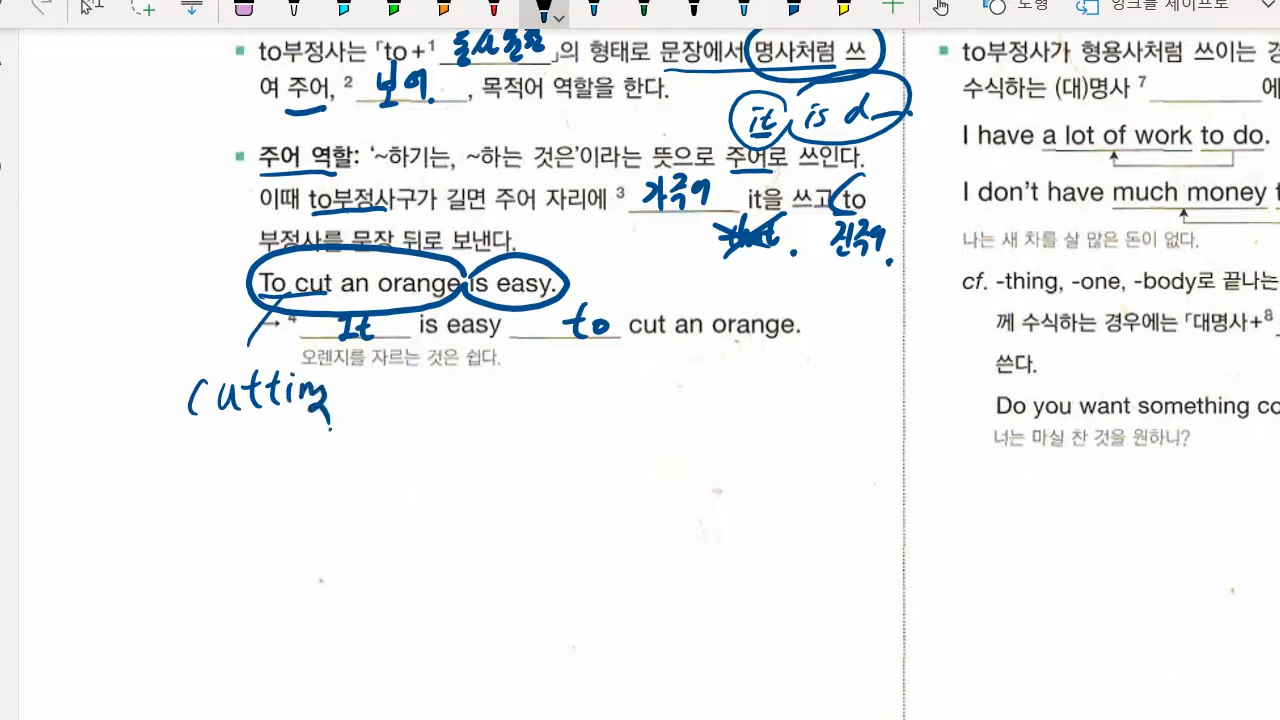 도형
잉크를 셰이프로
to부정사는 「to+¹ 동사원형」의 형태로 문장에서 명사처럼 쓰
여 주어, ² 보어, 목적어 역할을 한다.
it is d
주어 역할: '~하기는, ~하는 것은'이라는 뜻으로 주어로 쓰인다.
이때 to부정사구가 길면 주어 자리에 ³ 가주어 it을 쓰고 to
부정사를 문장 뒤로 보낸다.
that. 진주어.
To cut an orange is easy.
→ ⁴ It is easy to cut an orange.
오렌지를 자르는 것은 쉽다.
cutting
to부정사가 형용사처럼 쓰이는 경
수식하는 (대)명사 ⁷ 에
I have a lot of work to do.
I don't have much money t
나는 새 차를 살 많은 돈이 없다.
cf. -thing, -one, -body로 끝나는
께 수식하는 경우에는 「대명사+⁸
쓴다.
Do you want something co
너는 마실 찬 것을 원하니?